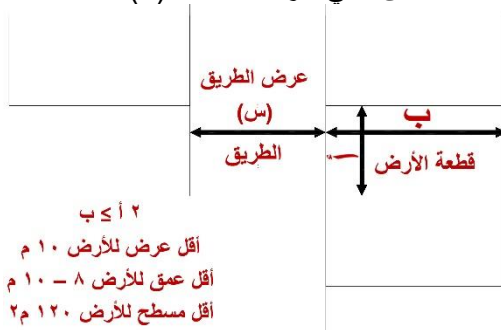 عرض الطريق
(س)
الطريق
ب
أ
قطعة الأرض
٢ أ ≥ ب
أقل عرض للأرض ١٠ م
أقل عمق للأرض ٨ – ١٠ م
أقل مسطح للأرض ١٢٠ م٢